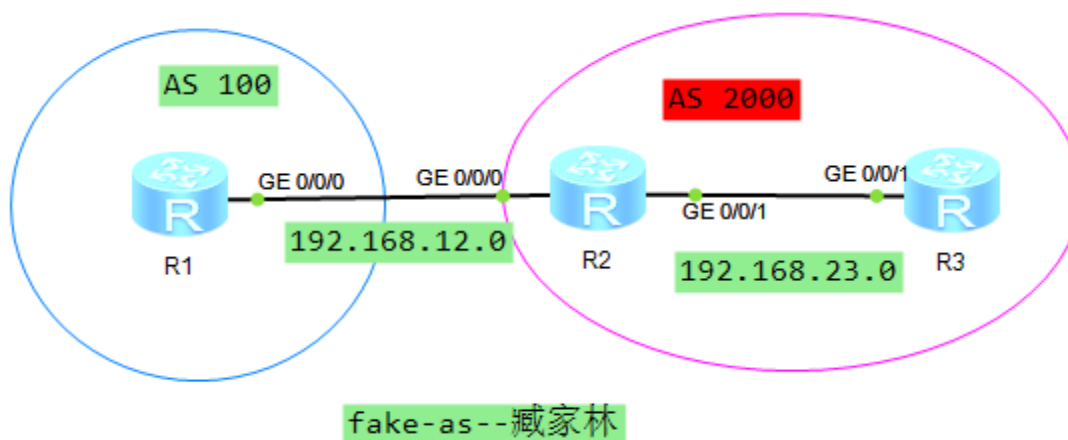 AS 100
AS 2000
GE 0/0/0
GE 0/0/0
GE 0/0/1
GE 0/0/1
R
R
R
192.168.12.0
192.168.23.0
R1
R2
R3
fake-as--臧家林